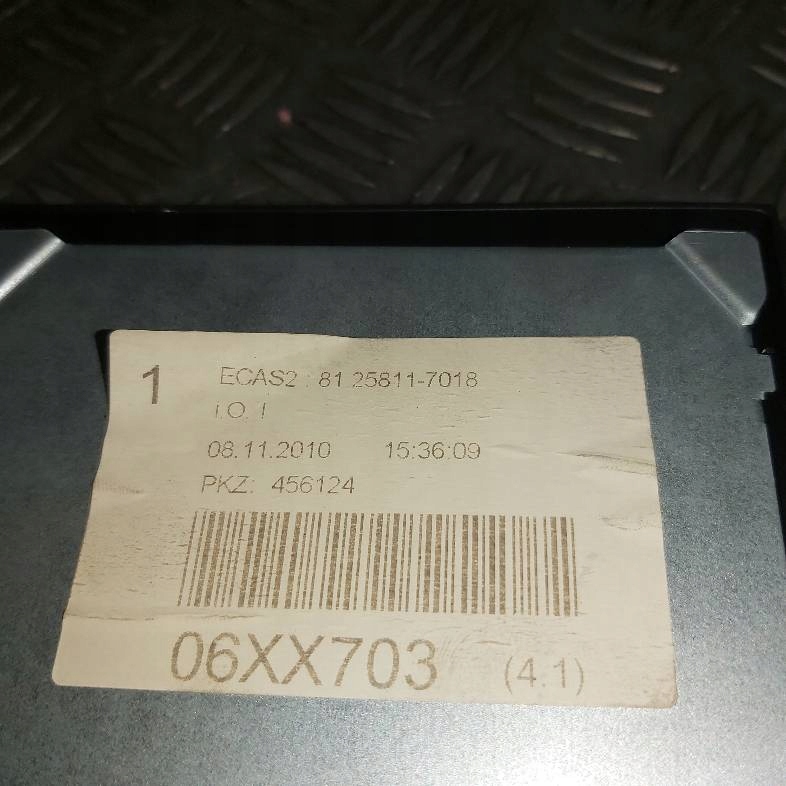 1 ECAS2 : 81.25811-7018
i.O. !
08.11.2010 15:36:09
PKZ: 456124
06XX703 (4.1)